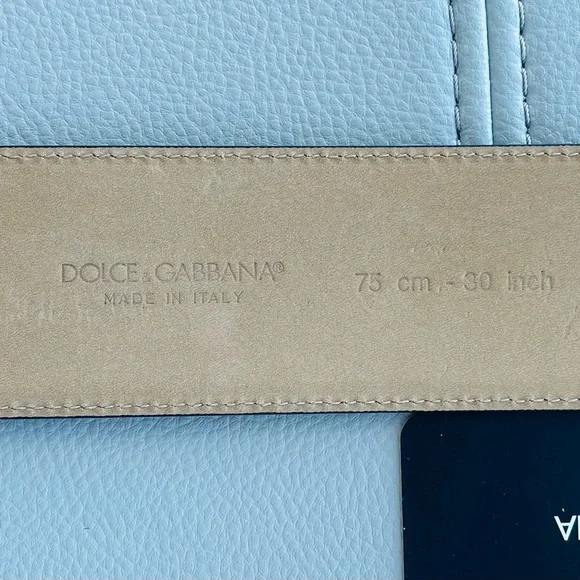 DOLCE & GABBANA®
MADE IN ITALY
75 cm - 30 inch